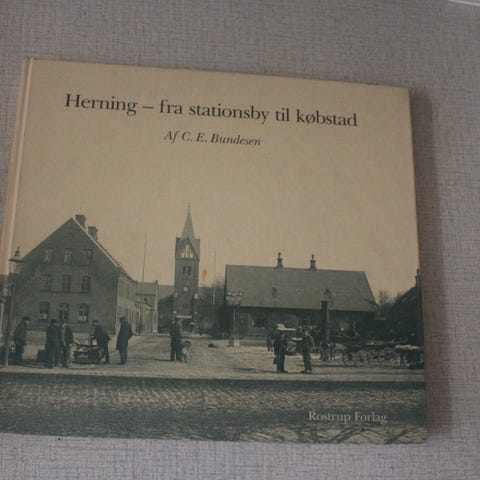 Herning – fra stationsby til købstad
Af C. E. Bundesen
Rostrup Forlag